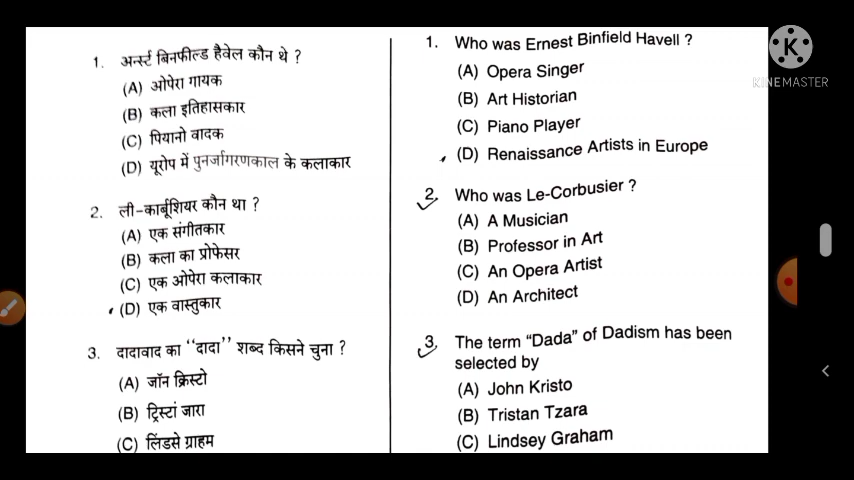 1. अर्न्स्ट बिनफील्ड हैवेल कौन थे ?
(A) ओपेरा गायक
(B) कला इतिहासकार
(C) पियानो वादक
(D) यूरोप में पुनर्जागरणकाल के कलाकार
2. ली-कार्बूशियर कौन था ?
(A) एक संगीतकार
(B) कला का प्रोफेसर
(C) एक ओपेरा कलाकार
(D) एक वास्तुकार
3. दादावाद का ‘‘दादा’’ शब्द किसने चुना ?
(A) जॉन क्रिस्टो
(B) ट्रिस्टां जारा
(C) लिंडसे ग्राहम
1. Who was Ernest Binfield Havell ?
(A) Opera Singer
(B) Art Historian
(C) Piano Player
(D) Renaissance Artists in Europe
2. Who was Le-Corbusier ?
(A) A Musician
(B) Professor in Art
(C) An Opera Artist
(D) An Architect
3. The term “Dada” of Dadism has been
selected by
(A) John Kristo
(B) Tristan Tzara
(C) Lindsey Graham
K
KINEMASTER